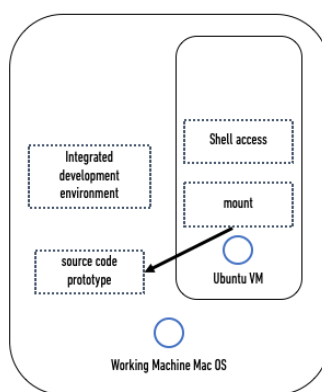 Shell access
Integrated
development
environment
mount
source code
prototype
Ubuntu VM
Working Machine Mac OS